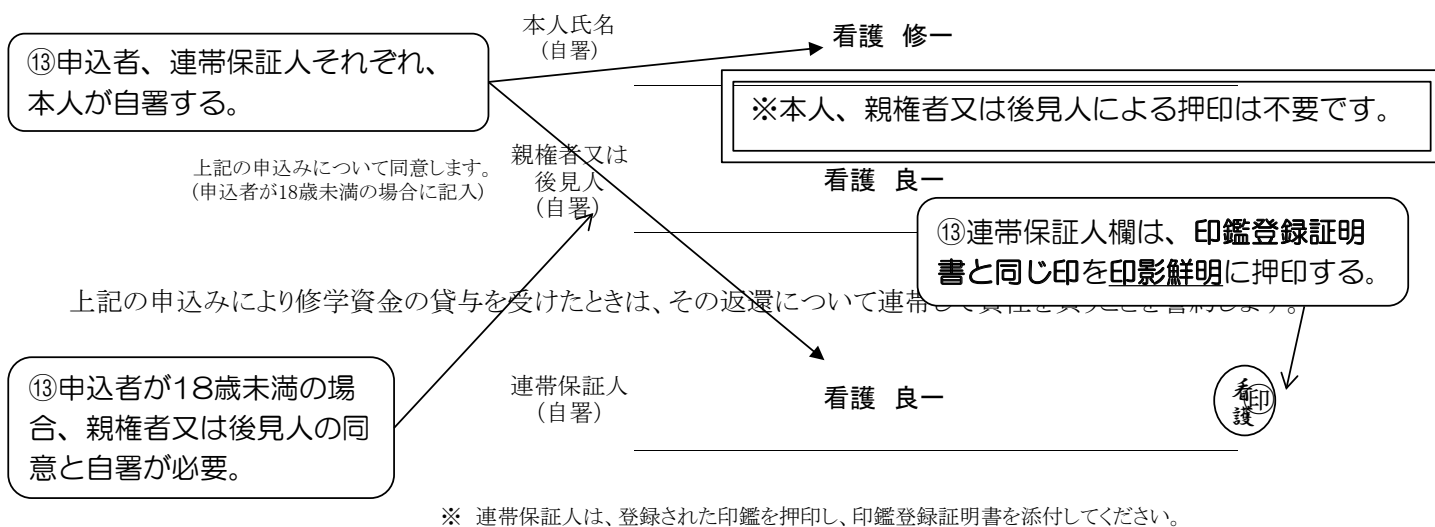 本人氏名
(自署)
看護 修一
⑬申込者、連帯保証人それぞれ、
本人が自署する。
※本人、親権者又は後見人による押印は不要です。
上記の申込みについて同意します。
(申込者が18歳未満の場合に記入)
親権者又は
後見人
(自署)
看護 良一
⑬連帯保証人欄は、印鑑登録証明
書と同じ印を印影鮮明に押印する。
上記の申込みにより修学資金の貸与を受けたときは、その返還について連帯して責任を負うことを誓約します。
⑬申込者が18歳未満の場
合、親権者又は後見人の同
意と自署が必要。
連帯保証人
(自署)
看護 良一
看護
印
※ 連帯保証人は、登録された印鑑を押印し、印鑑登録証明書を添付してください。